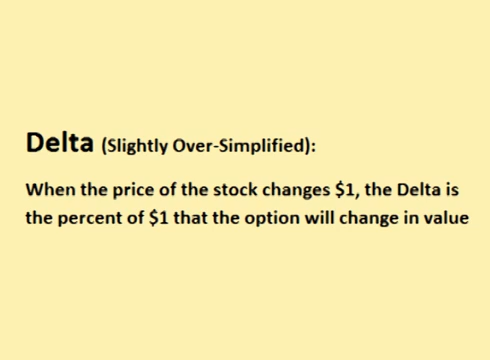 Delta (Slightly Over-Simplified):
When the price of the stock changes $1, the Delta is
the percent of $1 that the option will change in value